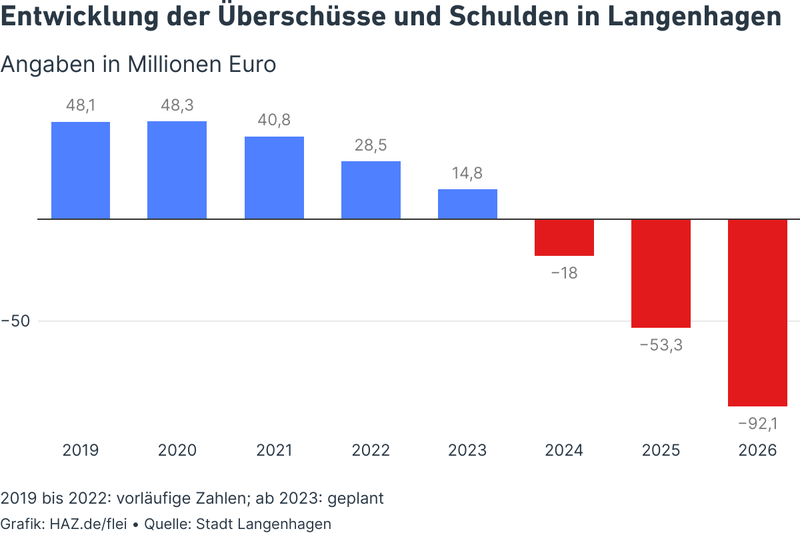 Entwicklung der Überschüsse und Schulden in Langenhagen
Angaben in Millionen Euro
48,1 48,3 40,8 28,5 14,8
−18 −53,3 −92,1
−50
2019 2020 2021 2022 2023 2024 2025 2026
2019 bis 2022: vorläufige Zahlen; ab 2023: geplant
Grafik: HAZ.de/flei • Quelle: Stadt Langenhagen